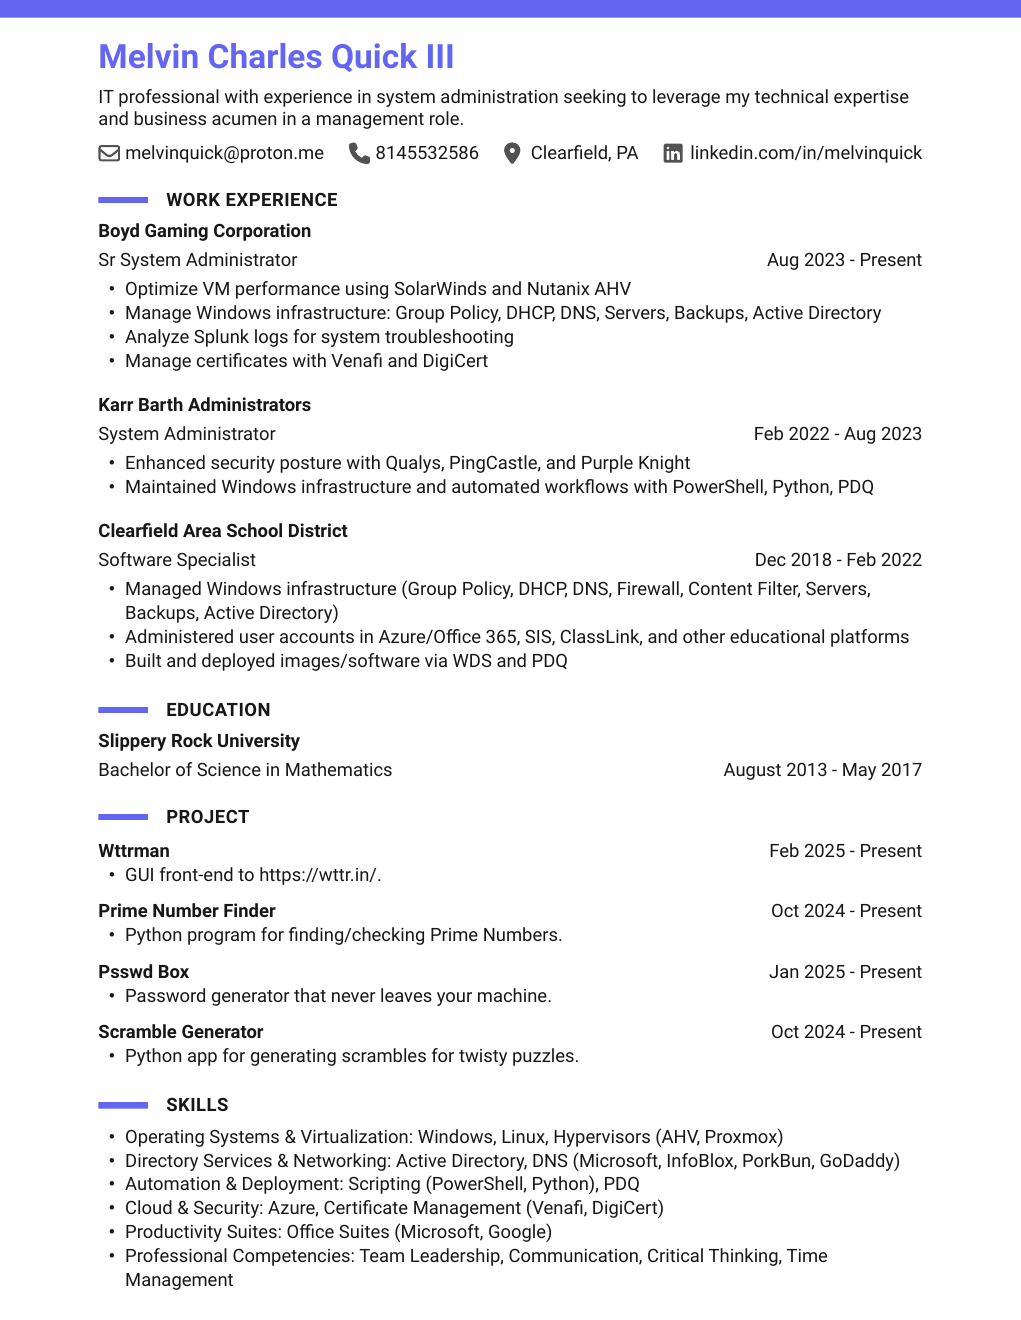 Melvin Charles Quick III
IT professional with experience in system administration seeking to leverage my technical expertise
and business acumen in a management role.
melvinquick@proton.me 8145532586 Clearfield, PA linkedin.com/in/melvinquick
WORK EXPERIENCE
Boyd Gaming Corporation
Sr System Administrator Aug 2023 - Present
• Optimize VM performance using SolarWinds and Nutanix AHV
• Manage Windows infrastructure: Group Policy, DHCP, DNS, Servers, Backups, Active Directory
• Analyze Splunk logs for system troubleshooting
• Manage certificates with Venafi and DigiCert
Karr Barth Administrators
System Administrator Feb 2022 - Aug 2023
• Enhanced security posture with Qualys, PingCastle, and Purple Knight
• Maintained Windows infrastructure and automated workflows with PowerShell, Python, PDQ
Clearfield Area School District
Software Specialist Dec 2018 - Feb 2022
• Managed Windows infrastructure (Group Policy, DHCP, DNS, Firewall, Content Filter, Servers,
Backups, Active Directory)
• Administered user accounts in Azure/Office 365, SIS, ClassLink, and other educational platforms
• Built and deployed images/software via WDS and PDQ
EDUCATION
Slippery Rock University
Bachelor of Science in Mathematics August 2013 - May 2017
PROJECT
Wttrman Feb 2025 - Present
• GUI front-end to https://wttr.in/.
Prime Number Finder Oct 2024 - Present
• Python program for finding/checking Prime Numbers.
Psswd Box Jan 2025 - Present
• Password generator that never leaves your machine.
Scramble Generator Oct 2024 - Present
• Python app for generating scrambles for twisty puzzles.
SKILLS
• Operating Systems & Virtualization: Windows, Linux, Hypervisors (AHV, Proxmox)
• Directory Services & Networking: Active Directory, DNS (Microsoft, InfoBlox, PorkBun, GoDaddy)
• Automation & Deployment: Scripting (PowerShell, Python), PDQ
• Cloud & Security: Azure, Certificate Management (Venafi, DigiCert)
• Productivity Suites: Office Suites (Microsoft, Google)
• Professional Competencies: Team Leadership, Communication, Critical Thinking, Time
Management